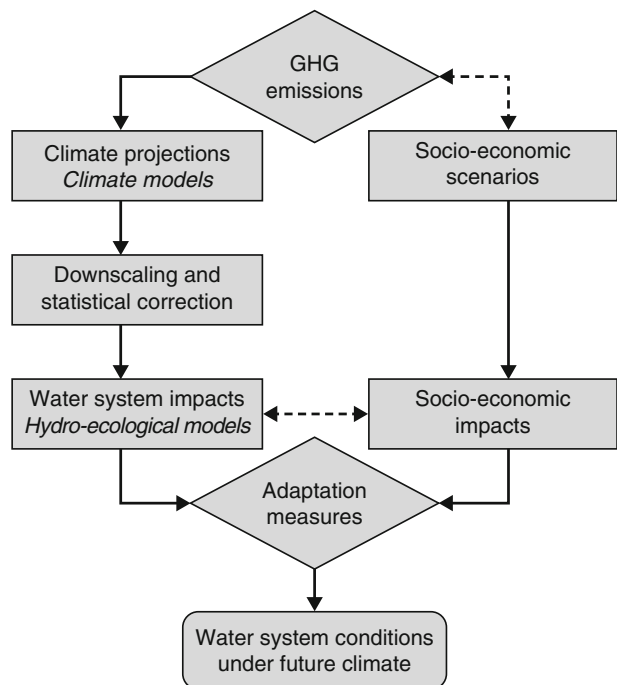 GHG
emissions
Climate projections
Climate models
Socio-economic
scenarios
Downscaling and
statistical correction
Water system impacts
Hydro-ecological models
Socio-economic
impacts
Adaptation
measures
Water system conditions
under future climate